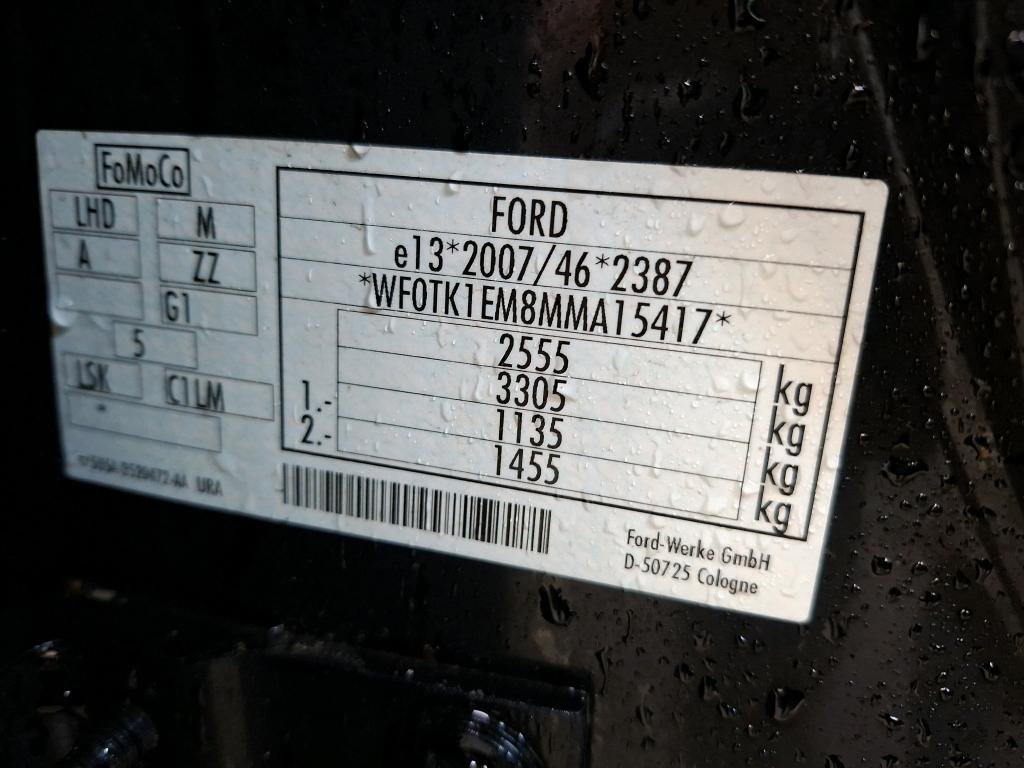 FoMoCo
LHD M
A ZZ
G1
5
LSK C1LM
-
URA
FORD
e13*2007/46*2387
*WF0TK1EM8MMA15417*
2555 kg
3305 kg
1.- 1135 kg
2.- 1455 kg
Ford-Werke GmbH
D-50725 Cologne